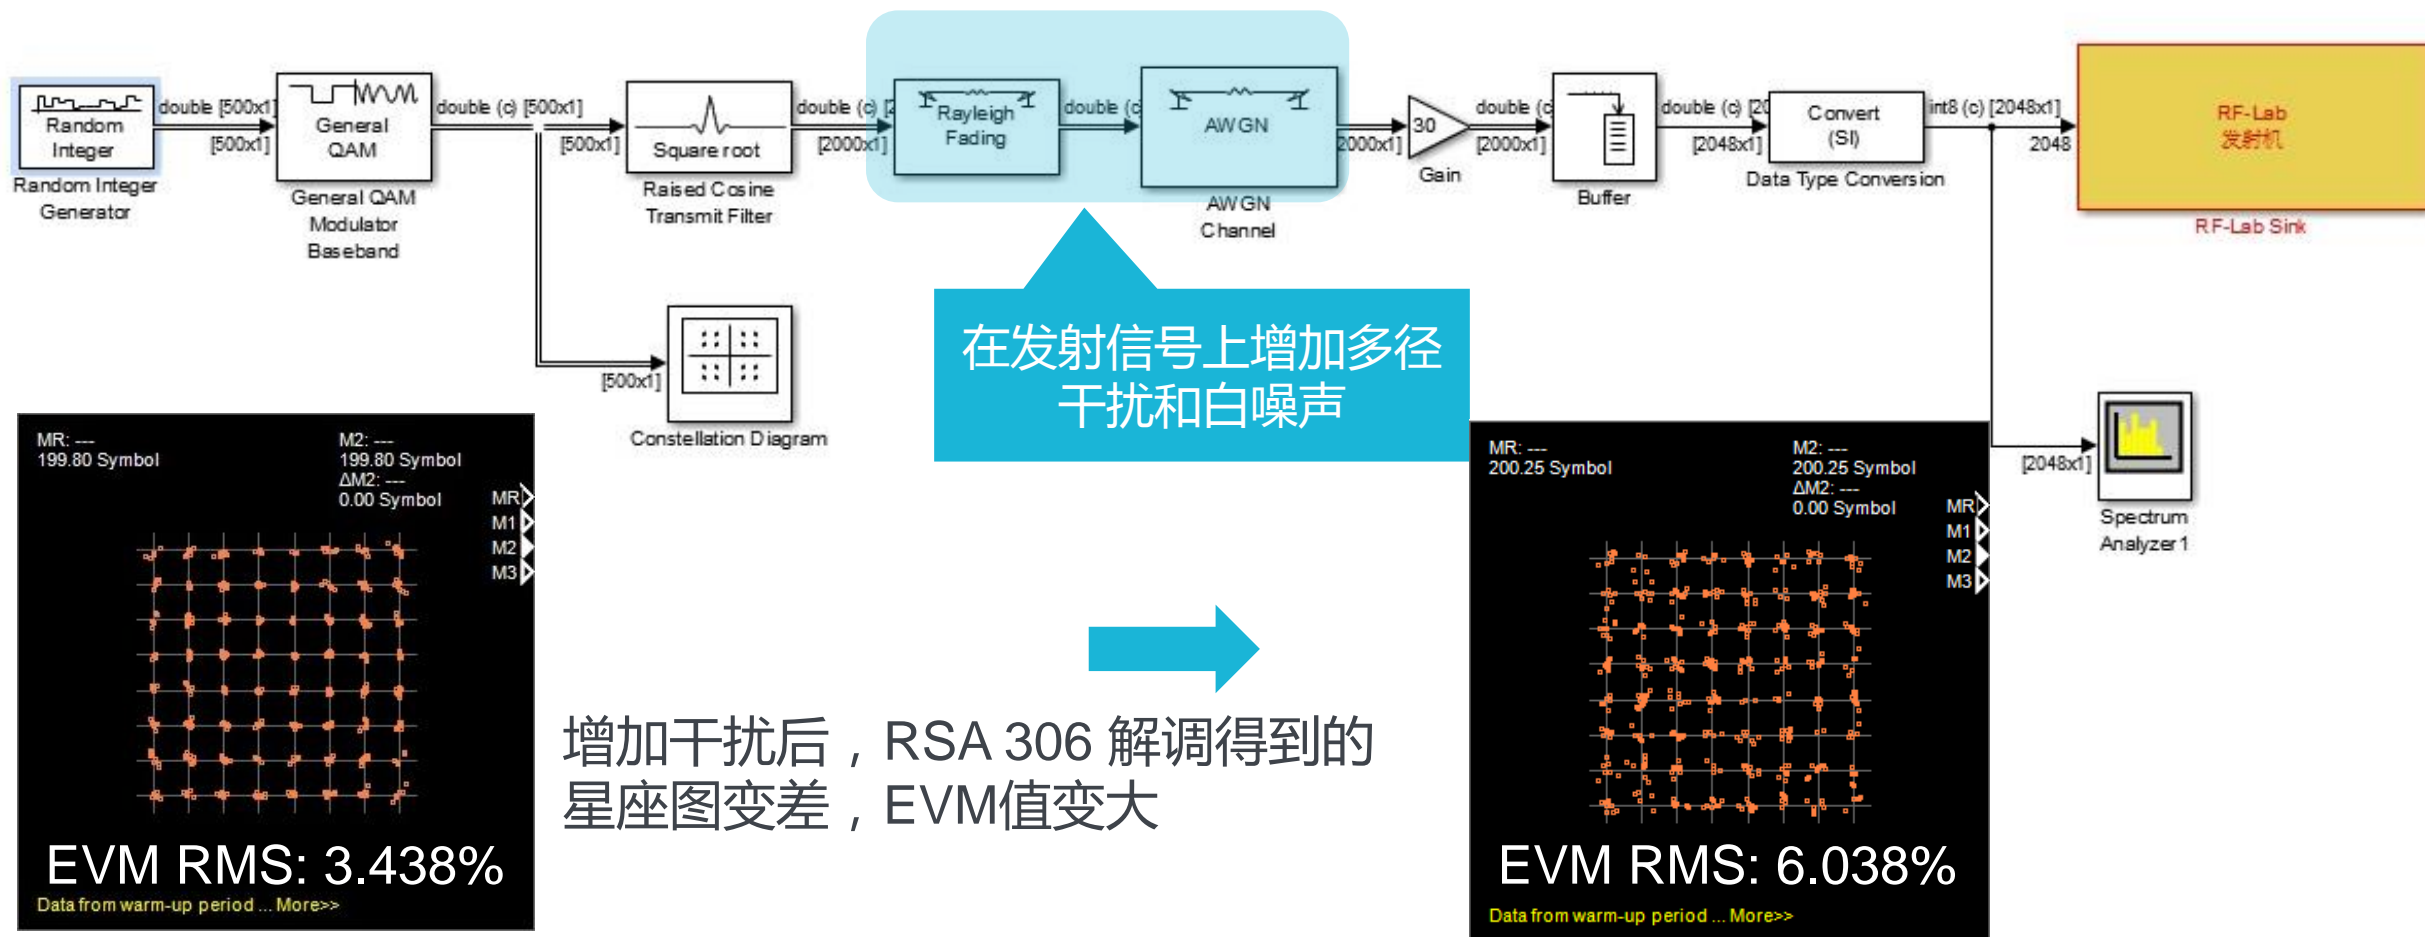 Random
Integer
Random Integer
Generator
double [500x1]
[500x1]
General
QAM
General QAM
Modulator
Baseband
double (c) [500x1]
[500x1]
Square root
Raised Cosine
Transmit Filter
double (c) [2
[2000x1]
Rayleigh
Fading
double (c
AWGN
AWGN
Channel
2000x1]
30
Gain
double (c
[2000x1]
Buffer
double (c) [20
[2048x1]
Convert
(SI)
Data Type Conversion
int8 (c) [2048x1]
2048
RF-Lab
发射机
RF-Lab Sink
[500x1]
Constellation Diagram
在发射信号上增加多径
干扰和白噪声
[2048x1]
Spectrum
Analyzer1
MR: ---
199.80 Symbol
M2: ---
199.80 Symbol
ΔM2: ---
0.00 Symbol
MR
M1
M2
M3
EVM RMS: 3.438%
Data from warm-up period ... More>>
增加干扰后，RSA 306 解调得到的
星座图变差，EVM值变大
MR: ---
200.25 Symbol
M2: ---
200.25 Symbol
ΔM2: ---
0.00 Symbol
MR
M1
M2
M3
EVM RMS: 6.038%
Data from warm-up period ... More>>